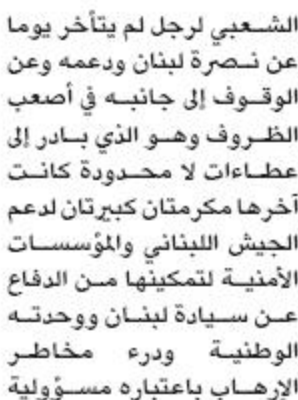 الشعبي لرجل لم يتأخر يوما
عن نصرة لبنان ودعمه وعن
الوقوف إلى جانبه في أصعب
الظروف وهو الذي بادر إلى
عطاءات لا محدودة كانت
آخرها مكرمتان كبيرتان لدعم
الجيش اللبناني والمؤسسات
الأمنية لتمكينها من الدفاع
عن سيادة لبنان ووحدته
الوطنية ودرء مخاطر
الإرهاب باعتباره مسؤولية